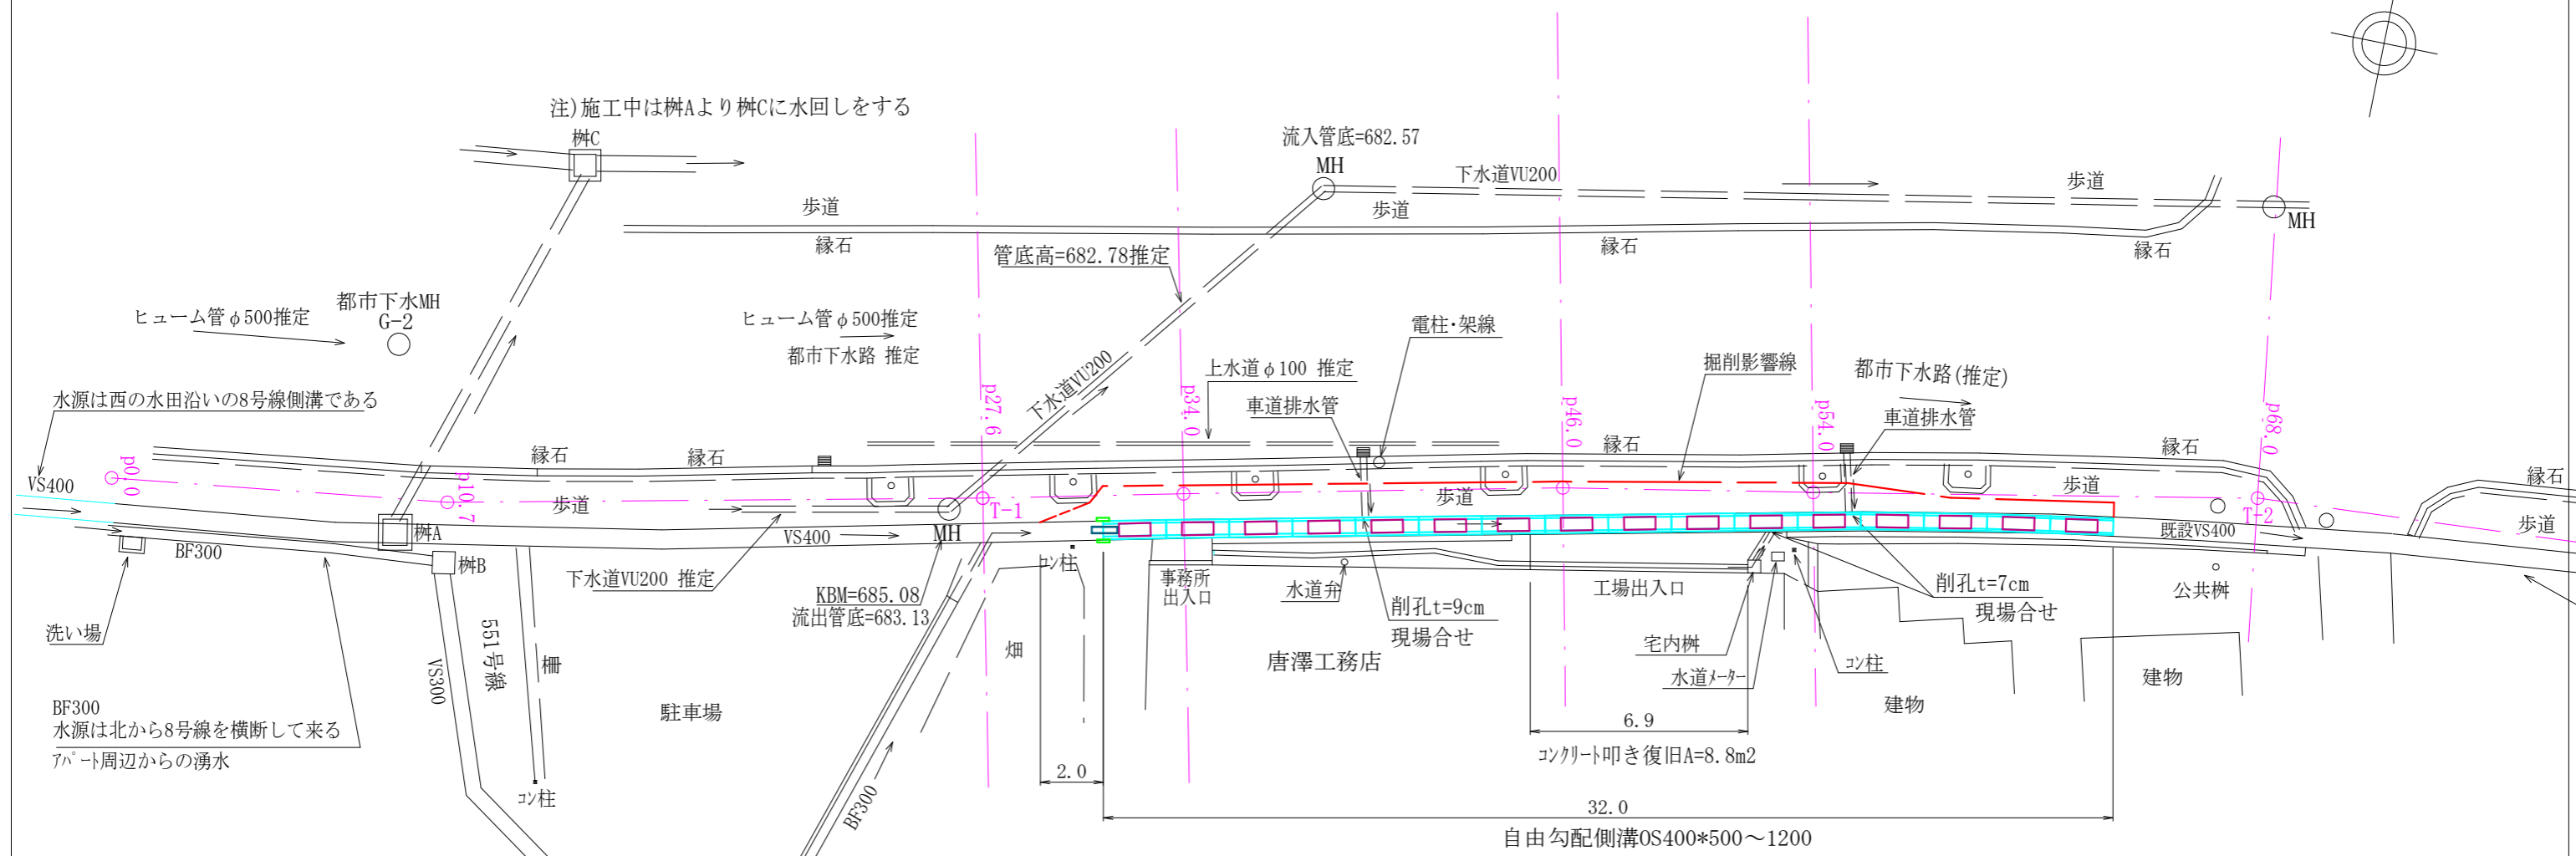 注)施工中は桝Aより桝Cに水回しをする
桝C
流入管底=682.57
MH
下水道VU200
歩道
歩道
歩道
MH
縁石
縁石
縁石
管底高=682.78推定
都市下水MH
G-2
ヒューム管φ500推定
ヒューム管φ500推定
都市下水路 推定
電柱・架線
上水道φ100 推定
掘削影響線
都市下水路(推定)
車道排水管
車道排水管
下水道VU200
p27.6
p34.0
p46.0
p54.0
p68.0
水源は西の水田沿いの8号線側溝である
縁石
縁石
縁石
縁石
縁石
VS400
p0.0
p10.7
歩道
T-1
歩道
歩道
T-2
歩道
桝A
VS400
MH
既設VS400
BF300
桝B
下水道VU200 推定
KBM=685.08
流出管底=683.13
コン柱
事務所
出入口
水道弁
削孔t=9cm
現場合せ
工場出入口
削孔t=7cm
現場合せ
公共桝
洗い場
551号線
柵
VS300
畑
唐澤工務店
宅内桝
水道メーター
コン柱
建物
建物
駐車場
BF300
水源は北から8号線を横断して来る
アパート周辺からの湧水
コン柱
BF300
2.0
6.9
コンクリート叩き復旧A=8.8m2
32.0
自由勾配側溝OS400*500～1200